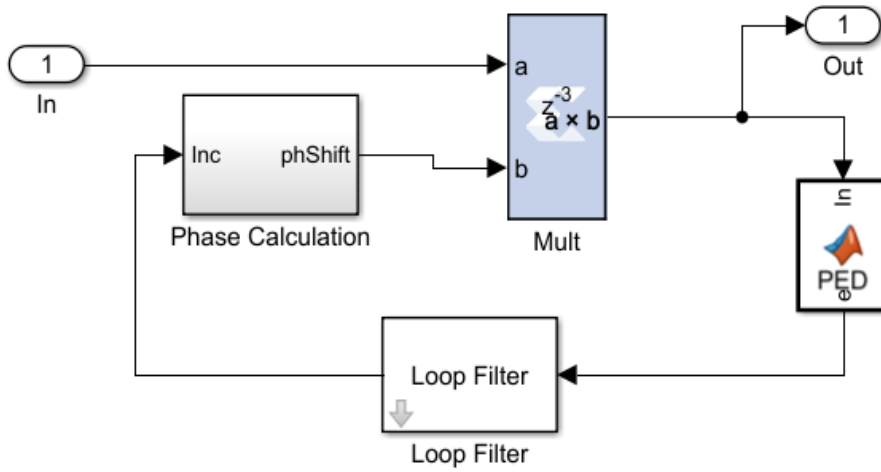 1
In
1
Out
a
z-3
a × b
b
Mult
Inc
phShift
Phase Calculation
In
PED
e
Loop Filter
Loop Filter